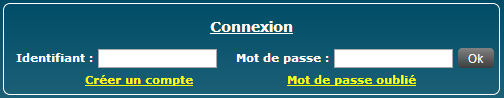 Connexion
Identifiant : Mot de passe : Ok
Créer un compte Mot de passe oublié